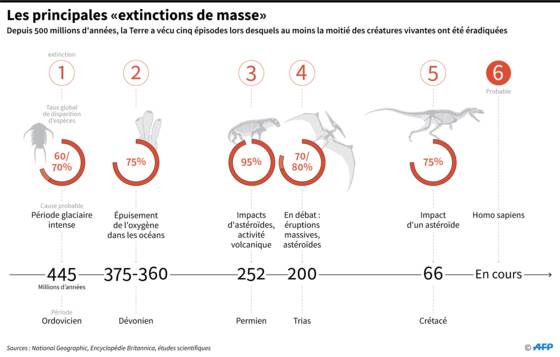 Les principales «extinctions de masse»
Depuis 500 millions d'années, la Terre a vécu cinq épisodes lors desquels au moins la moitié des créatures vivantes ont été éradiquées
extinction
1 2 3 4 5 6
Probable
Taux global
de disparition
d'espèces
60/
70%
75%
95%
70/
80%
75%
Cause probable
Période glaciaire
intense
Épuisement
de l'oxygène
dans les océans
Impacts
d'astéroïdes,
activité
volcanique
En débat :
éruptions
massives,
astéroïdes
Impact
d'un astéroïde
Homo sapiens
445 375-360 252 200 66 En cours
Millions d'années
Période
Ordovicien Dévonien Permien Trias Crétacé
Sources : National Geographic, Encyclopédie Britannica, études scientifiques
© AFP